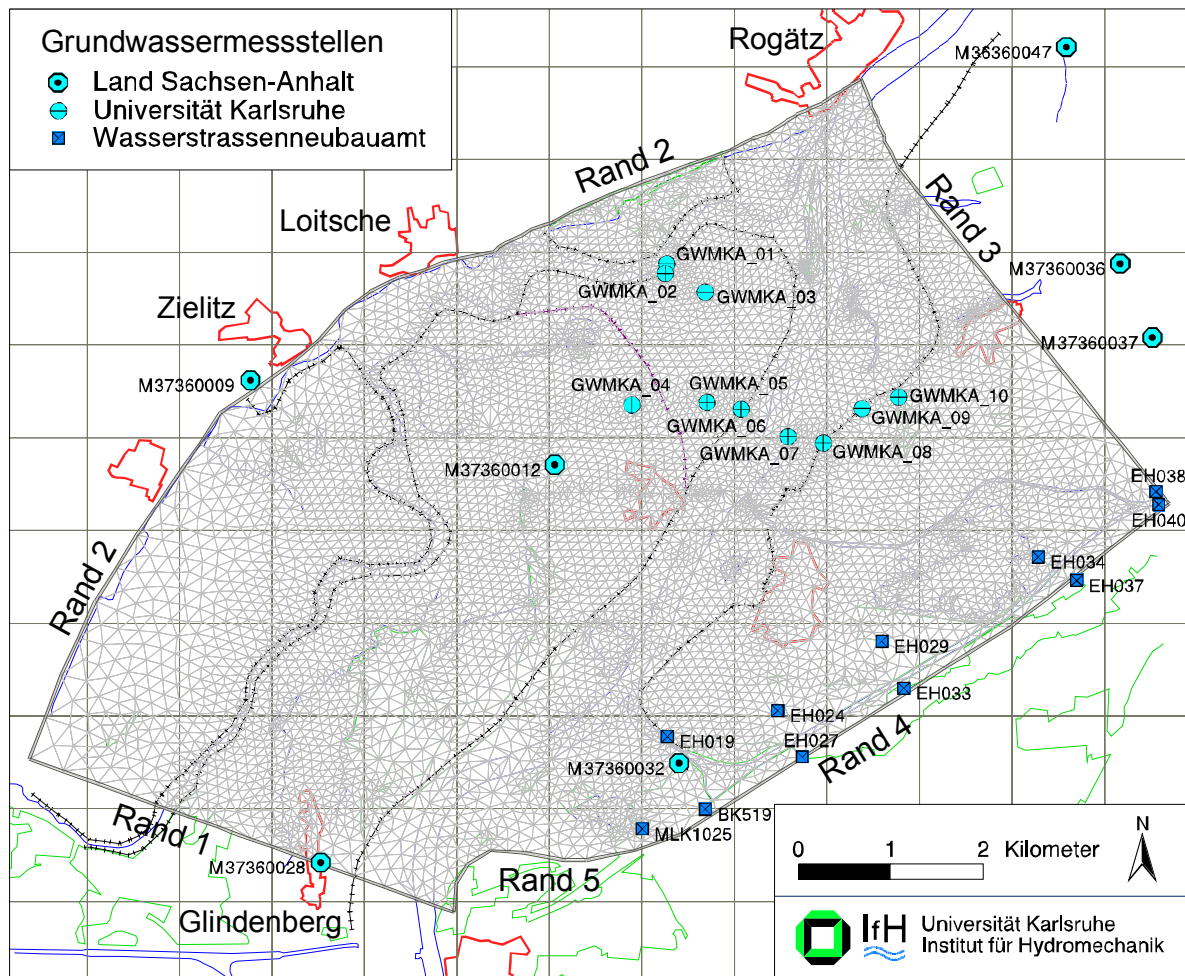 Grundwassermessstellen
Land Sachsen-Anhalt
Universität Karlsruhe
Wasserstrassenneubauamt
Rogätz
M36360047
Rand 2
Rand 3
Loitsche
GWMKA_01
GWMKA_02
GWMKA_03
M37360036
Zielitz
M37360037
M37360009
GWMKA_04
GWMKA_05
GWMKA_06
GWMKA_10
GWMKA_09
GWMKA_07
GWMKA_08
M37360012
EH038
EH040
EH034
EH037
Rand 2
EH029
EH033
EH024
EH019
EH027
Rand 4
M37360032
BK519
MLK1025
Rand 1
M37360028
Rand 5
Glindenberg
0 1 2 Kilometer
N
IfH
Universität Karlsruhe
Institut für Hydromechanik